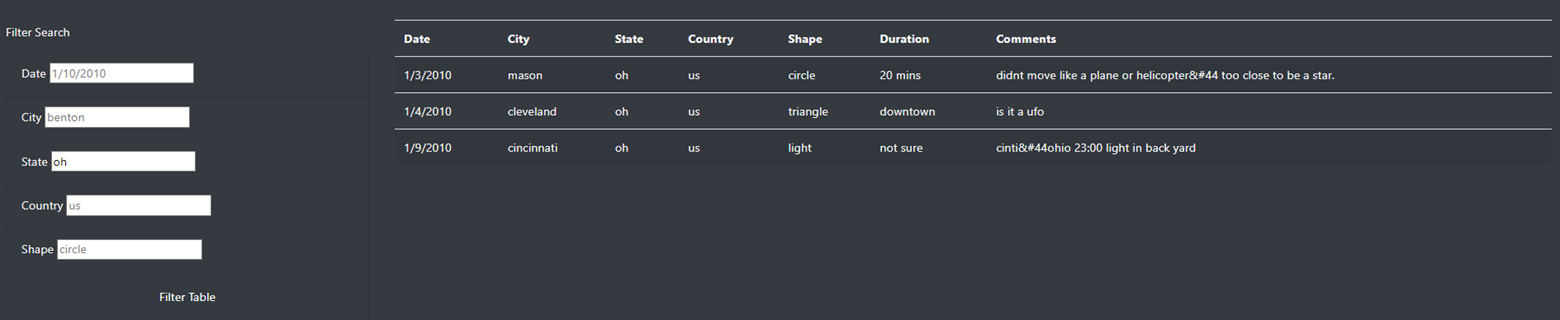 Filter Search
Date 1/10/2010
City benton
State oh
Country us
Shape circle
Filter Table
Date City State Country Shape Duration Comments
1/3/2010 mason oh us circle 20 mins didnt move like a plane or helicopter&#44 too close to be a star.
1/4/2010 cleveland oh us triangle downtown is it a ufo
1/9/2010 cincinnati oh us light not sure cinti&#44ohio 23:00 light in back yard